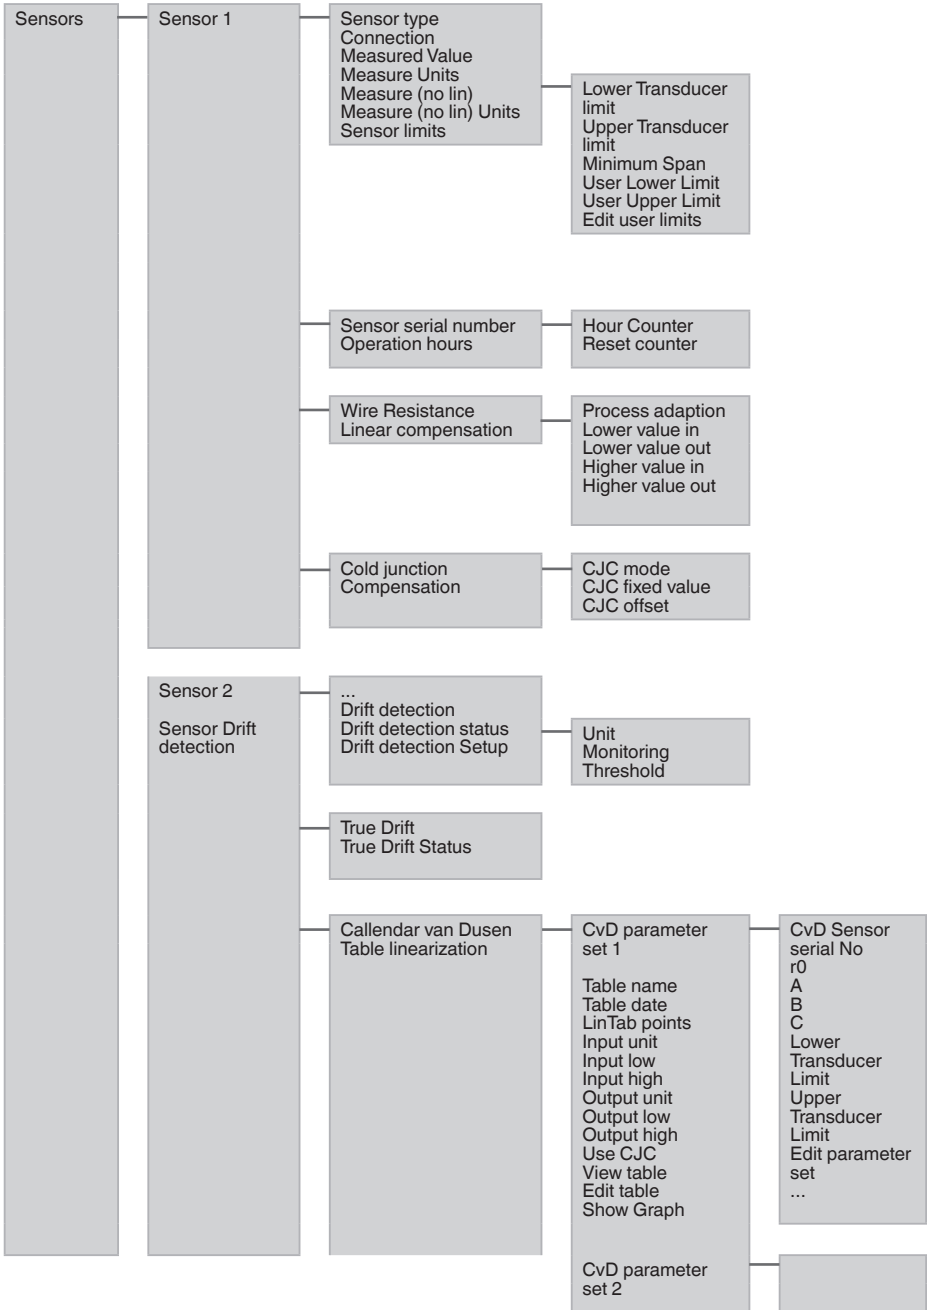 Sensors
Sensor 1
Sensor type
Connection
Measured Value
Measure Units
Measure (no lin)
Measure (no lin) Units
Sensor limits
Lower Transducer
limit
Upper Transducer
limit
Minimum Span
User Lower Limit
User Upper Limit
Edit user limits
Sensor serial number
Operation hours
Hour Counter
Reset counter
Wire Resistance
Linear compensation
Process adaption
Lower value in
Lower value out
Higher value in
Higher value out
Cold junction
Compensation
CJC mode
CJC fixed value
CJC offset
Sensor 2
Sensor Drift
detection
...
Drift detection
Drift detection status
Drift detection Setup
Unit
Monitoring
Threshold
True Drift
True Drift Status
Callendar van Dusen
Table linearization
CvD parameter
set 1
Table name
Table date
LinTab points
Input unit
Input low
Input high
Output unit
Output low
Output high
Use CJC
View table
Edit table
Show Graph
CvD parameter
set 2
CvD Sensor
serial No
r0
A
B
C
Lower
Transducer
Limit
Upper
Transducer
Limit
Edit parameter
set
...